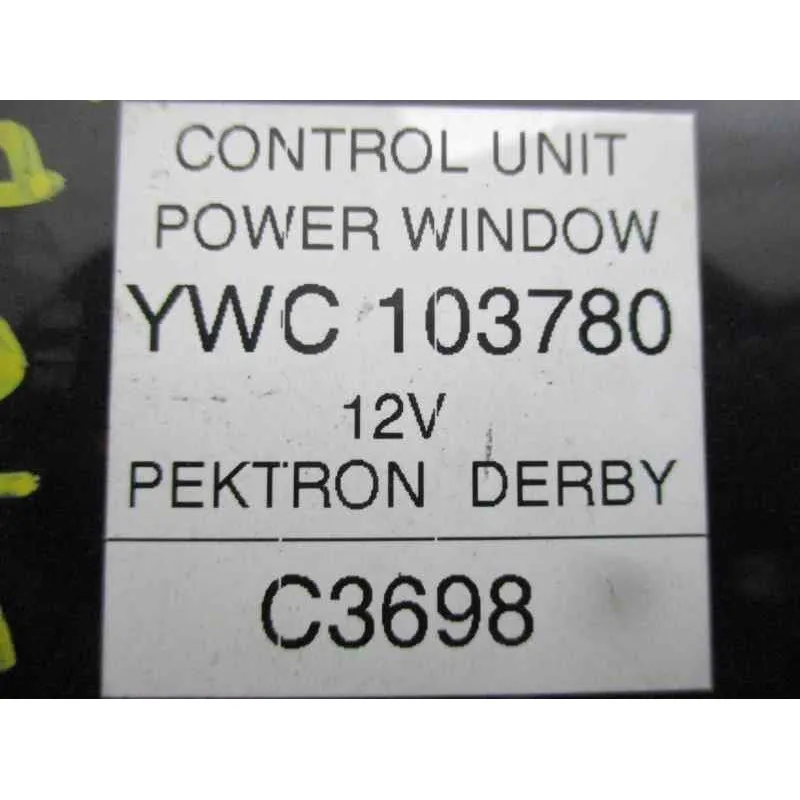 CONTROL UNIT
POWER WINDOW
YWC 103780
12V
PEKTRON DERBY
C3698